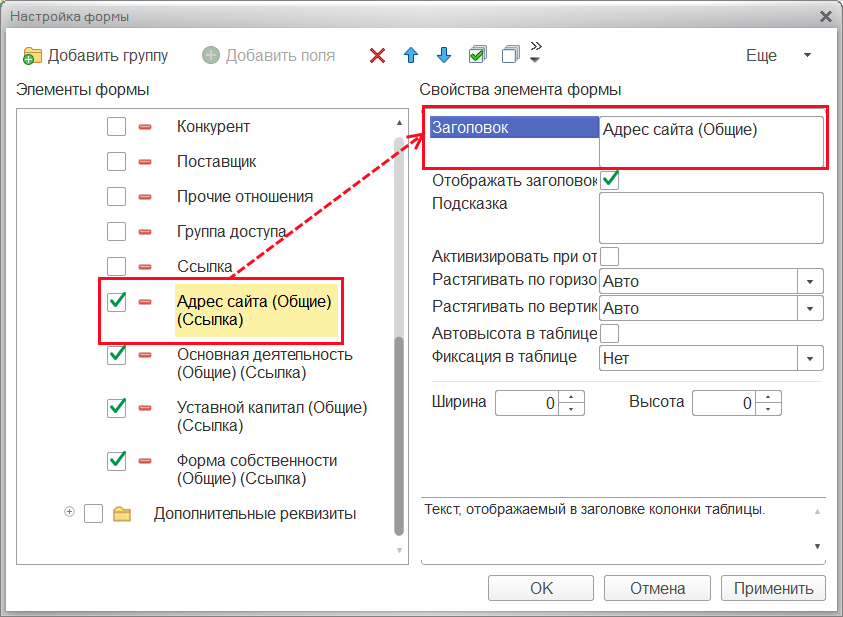 Настройка формы
Добавить группу
Добавить поля
Еще
Элементы формы
Свойства элемента формы
Конкурент
Поставщик
Прочие отношения
Группа доступа
Ссылка
Адрес сайта (Общие)
(Ссылка)
Основная деятельность
(Общие) (Ссылка)
Уставной капитал (Общие)
(Ссылка)
Форма собственности
(Общие) (Ссылка)
Дополнительные реквизиты
Заголовок
Адрес сайта (Общие)
Отображать заголовок
Подсказка
Активизировать при от
Растягивать по горизо
Авто
Растягивать по вертик
Авто
Автовысота в таблице
Фиксация в таблице
Нет
Ширина
0
Высота
0
Текст, отображаемый в заголовке колонки таблицы.
OK
Отмена
Применить